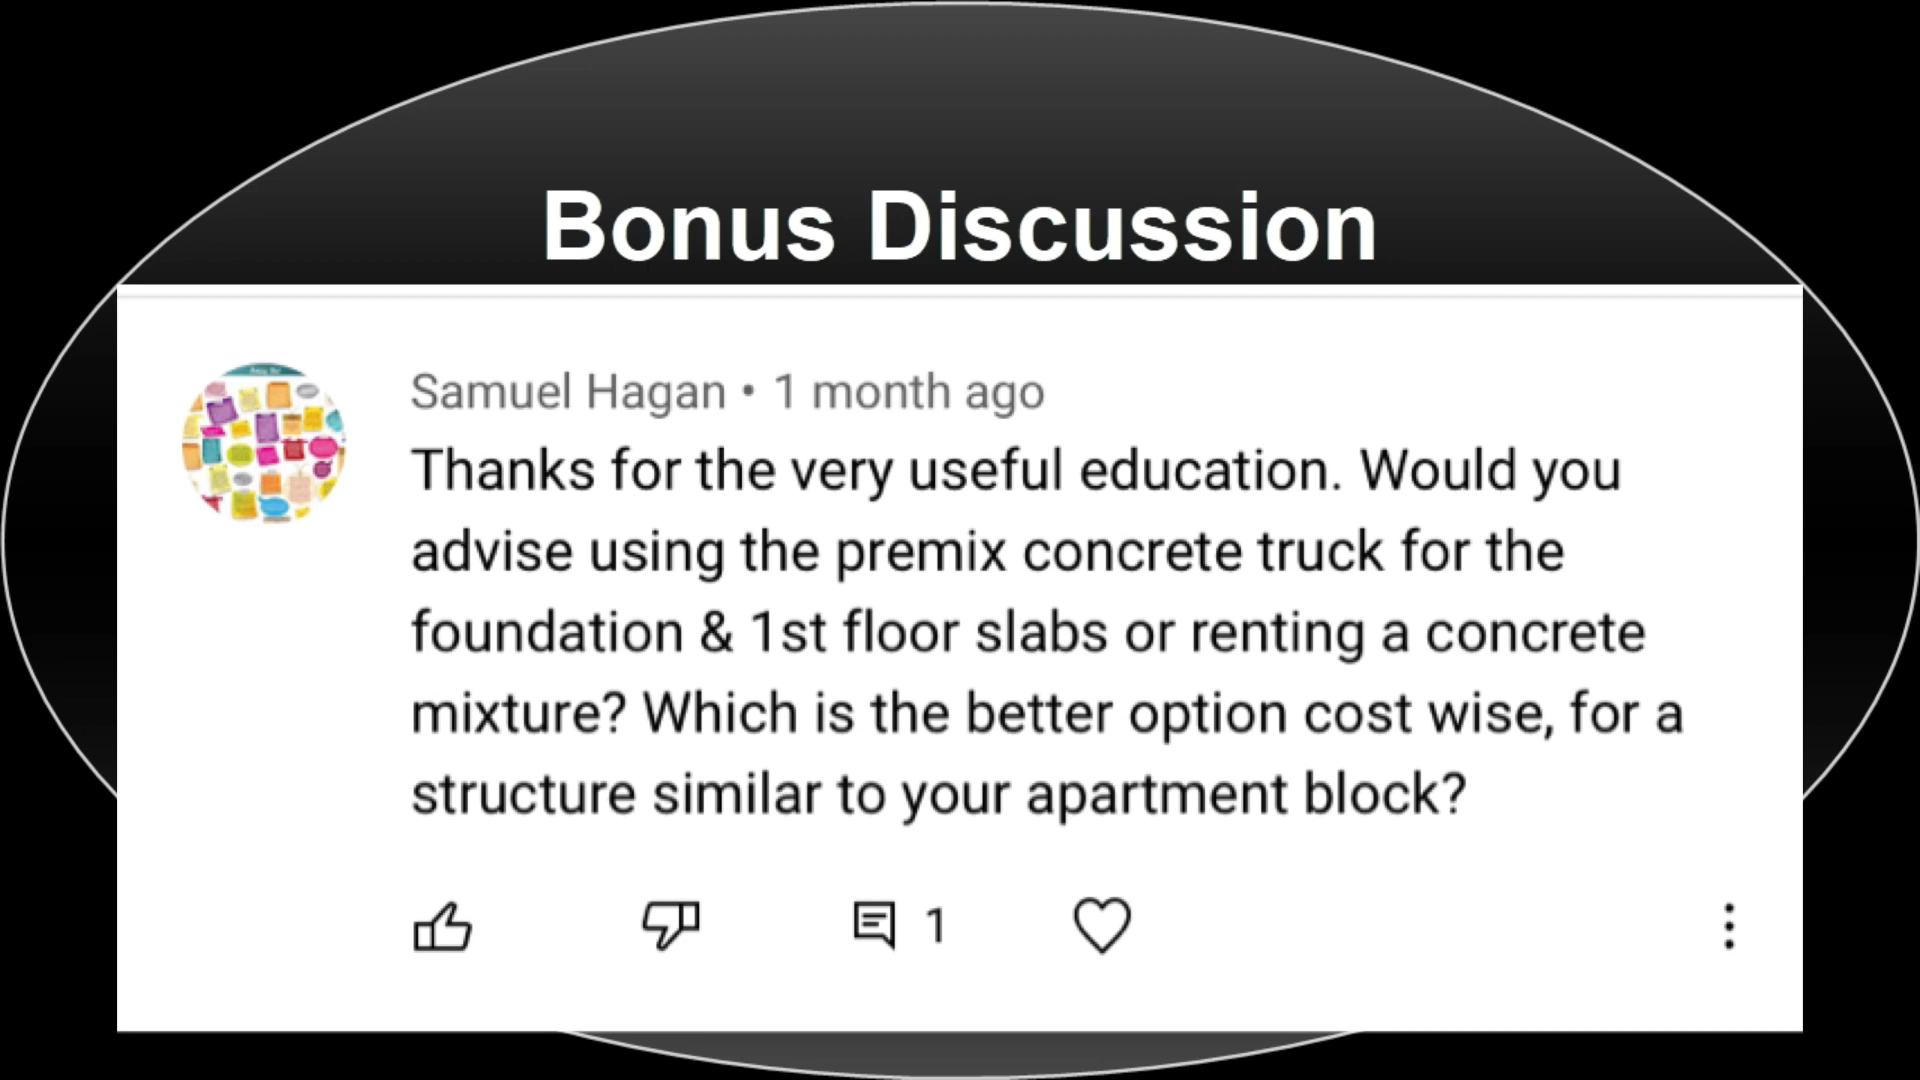 Bonus Discussion
Samuel Hagan • 1 month ago
Thanks for the very useful education. Would you
advise using the premix concrete truck for the
foundation & 1st floor slabs or renting a concrete
mixture? Which is the better option cost wise, for a
structure similar to your apartment block?
1